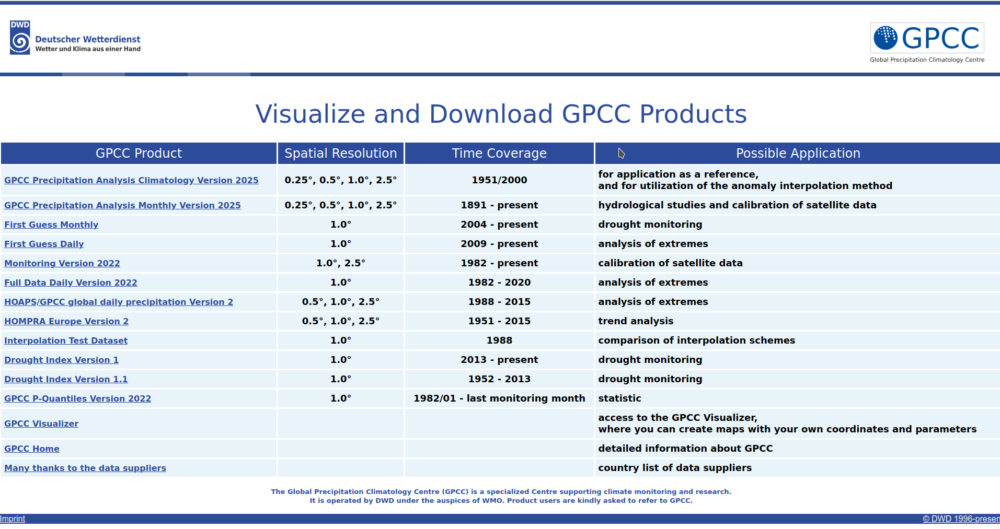 DWD
Deutscher Wetterdienst
Wetter und Klima aus einer Hand
GPCC
Global Precipitation Climatology Centre
Visualize and Download GPCC Products
GPCC Product Spatial Resolution Time Coverage Possible Application
GPCC Precipitation Analysis Climatology Version 2025 0.25°, 0.5°, 1.0°, 2.5° 1951/2000 for application as a reference,
and for utilization of the anomaly interpolation method
GPCC Precipitation Analysis Monthly Version 2025 0.25°, 0.5°, 1.0°, 2.5° 1891 - present hydrological studies and calibration of satellite data
First Guess Monthly 1.0° 2004 - present drought monitoring
First Guess Daily 1.0° 2009 - present analysis of extremes
Monitoring Version 2022 1.0°, 2.5° 1982 - present calibration of satellite data
Full Data Daily Version 2022 1.0° 1982 - 2020 analysis of extremes
HOAPS/GPCC global daily precipitation Version 2 0.5°, 1.0°, 2.5° 1988 - 2015 analysis of extremes
HOMPRA Europe Version 2 0.5°, 1.0°, 2.5° 1951 - 2015 trend analysis
Interpolation Test Dataset 1.0° 1988 comparison of interpolation schemes
Drought Index Version 1 1.0° 2013 - present drought monitoring
Drought Index Version 1.1 1.0° 1952 - 2013 drought monitoring
GPCC P-Quantiles Version 2022 1.0° 1982/01 - last monitoring month statistic
GPCC Visualizer access to the GPCC Visualizer,
where you can create maps with your own coordinates and parameters
GPCC Home detailed information about GPCC
Many thanks to the data suppliers country list of data suppliers
The Global Precipitation Climatology Centre (GPCC) is a specialized Centre supporting climate monitoring and research.
It is operated by DWD under the auspices of WMO. Product users are kindly asked to refer to GPCC.
Imprint © DWD 1996-presen